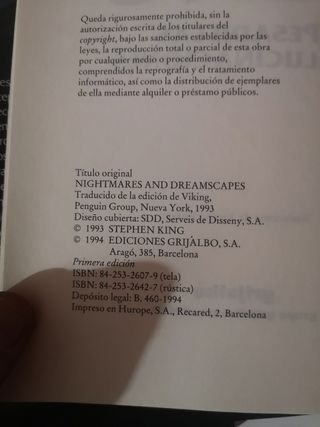 Queda rigurosamente prohibida, sin la
autorización escrita de los titulares del
copyright, bajo las sanciones establecidas por las
leyes, la reproducción total o parcial de esta obra
por cualquier medio o procedimiento,
comprendidos la reprografía y el tratamiento
informático, así como la distribución de ejemplares
de ella mediante alquiler o préstamo públicos.
Título original
NIGHTMARES AND DREAMSCAPES
Traducido de la edición de Viking,
Penguin Group, Nueva York, 1993
Diseño cubierta: SDD, Serveis de Disseny, S.A.
© 1993 STEPHEN KING
© 1994 EDICIONES GRIJALBO, S.A.
Aragó, 385, Barcelona
Primera edición
ISBN: 84-253-2607-9 (tela)
ISBN: 84-253-2642-7 (rústica)
Depósito legal: B. 460-1994
Impreso en Hurope, S.A., Recared, 2, Barcelona